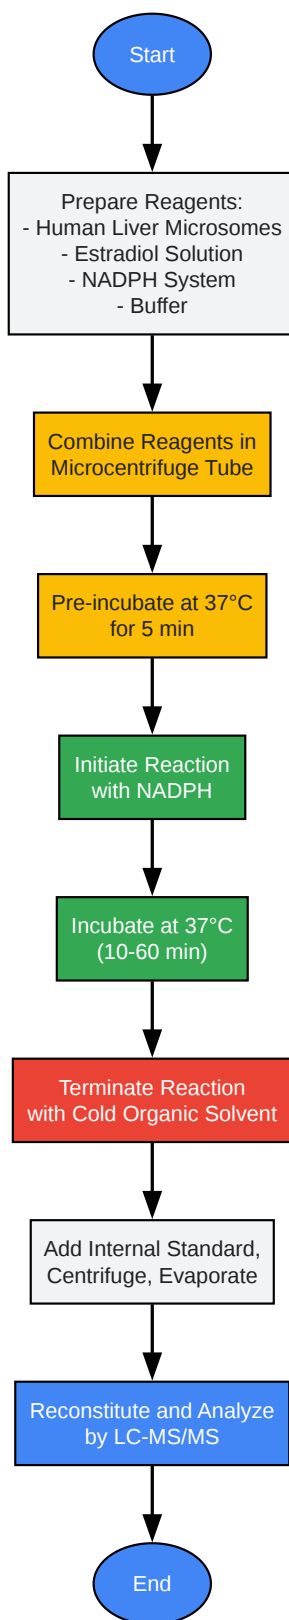 Start
Prepare Reagents:
- Human Liver Microsomes
- Estradiol Solution
- NADPH System
- Buffer
Combine Reagents in
Microcentrifuge Tube
Pre-incubate at 37°C
for 5 min
Initiate Reaction
with NADPH
Incubate at 37°C
(10-60 min)
Terminate Reaction
with Cold Organic Solvent
Add Internal Standard,
Centrifuge, Evaporate
Reconstitute and Analyze
by LC-MS/MS
End